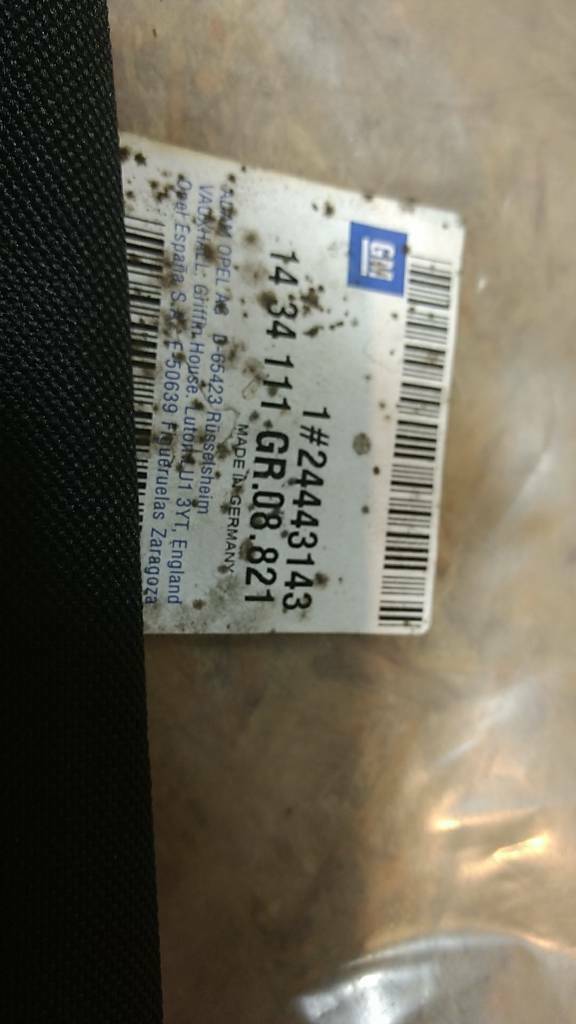 GM
1#24443143
14 34 111 GR.08.821
MADE IN GERMANY
ADAM OPEL AG D-65423 Rüsselsheim
VAUXHALL: Griffin House. Luton LU1 3YT, England
Opel España S.A. E-50639 Figueruelas Zaragoza